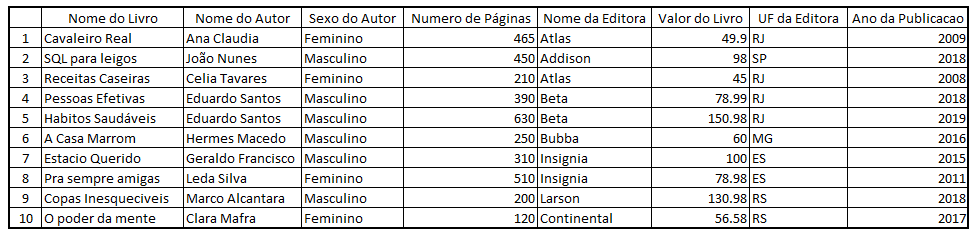 Nome do Livro Nome do Autor Sexo do Autor Numero de Páginas Nome da Editora Valor do Livro UF da Editora Ano da Publicacao
1 Cavaleiro Real Ana Claudia Feminino 465 Atlas 49.9 RJ 2009
2 SQL para leigos João Nunes Masculino 450 Addison 98 SP 2018
3 Receitas Caseiras Celia Tavares Feminino 210 Atlas 45 RJ 2008
4 Pessoas Efetivas Eduardo Santos Masculino 390 Beta 78.99 RJ 2018
5 Habitos Saudáveis Eduardo Santos Masculino 630 Beta 150.98 RJ 2019
6 A Casa Marrom Hermes Macedo Masculino 250 Bubba 60 MG 2016
7 Estacio Querido Geraldo Francisco Masculino 310 Insignia 100 ES 2015
8 Pra sempre amigas Leda Silva Feminino 510 Insignia 78.98 ES 2011
9 Copas Inesqueciveis Marco Alcantara Masculino 200 Larson 130.98 RS 2018
10 O poder da mente Clara Mafra Feminino 120 Continental 56.58 RS 2017